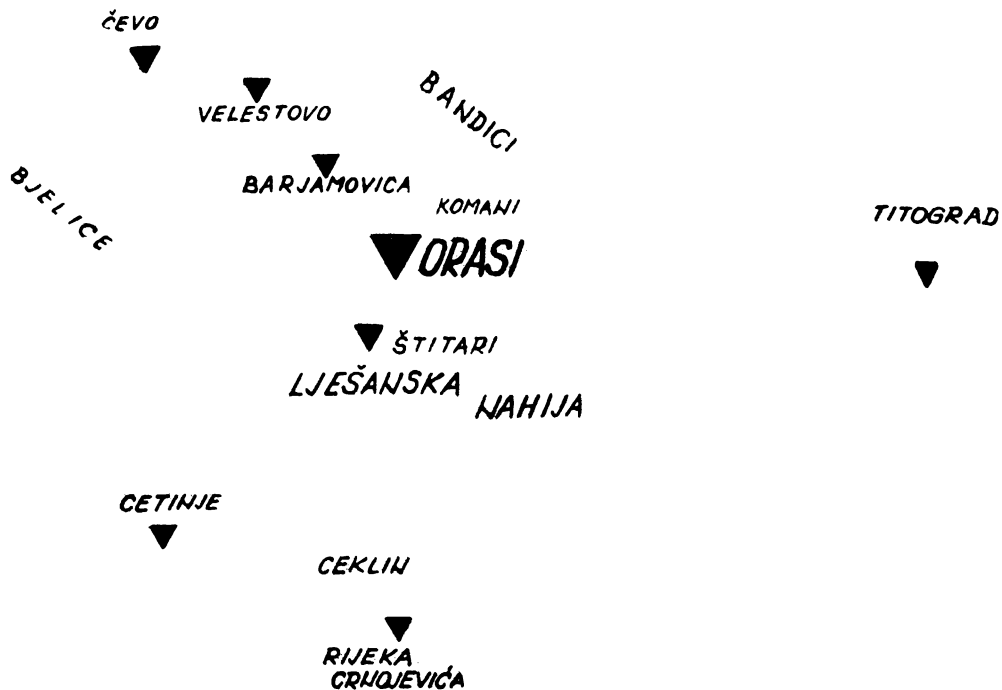 ČEVO
VELESTOVO
BANDICI
BARJAMOVICA
BJELICE
KOMANI
TITOGRAD
ORASI
ŠTITARI
LJEŠANSKA
NAHIJA
CETINJE
CEKLIN
RIJEKA
CRNOJEVIĆA